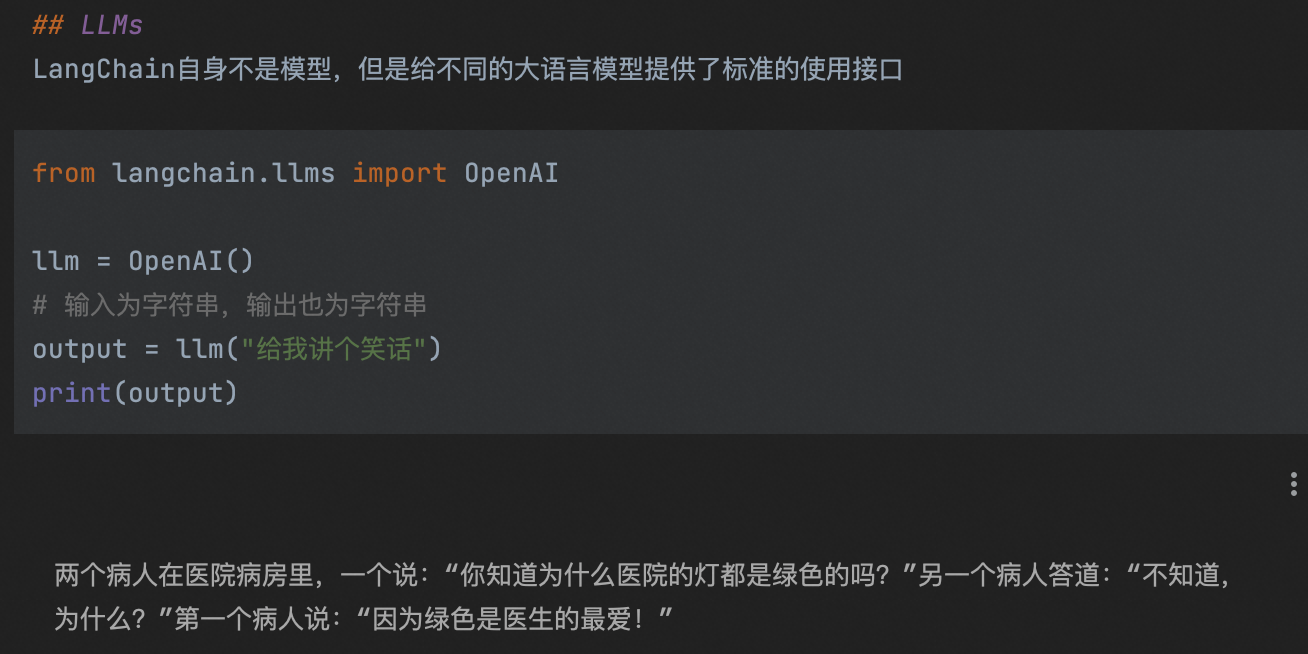 ## LLMs
LangChain自身不是模型，但是给不同的大语言模型提供了标准的使用接口
from langchain.llms import OpenAI
llm = OpenAI()
# 输入为字符串，输出也为字符串
output = llm("给我讲个笑话")
print(output)
两个病人在医院病房里，一个说：“你知道为什么医院的灯都是绿色的吗？”另一个病人答道：“不知道，
为什么？”第一个病人说：“因为绿色是医生的最爱！”